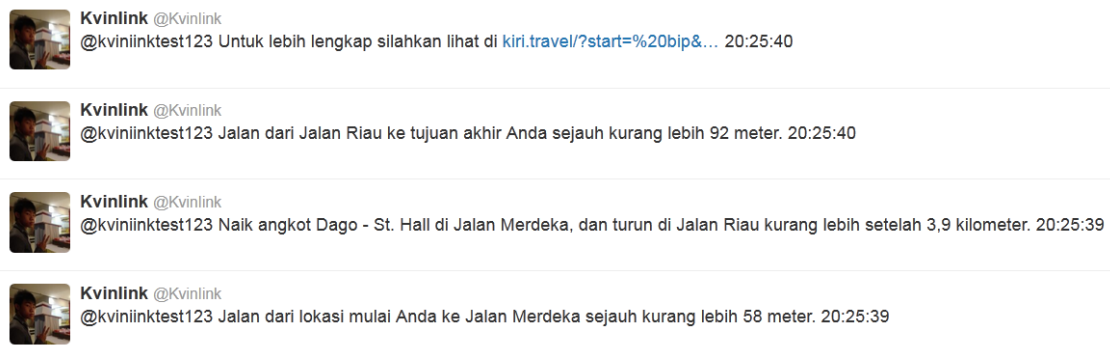 Kvinlink @Kvinlink
@kviniinktest123 Untuk lebih lengkap silahkan lihat di kiri.travel/?start=%20bip&... 20:25:40
Kvinlink @Kvinlink
@kviniinktest123 Jalan dari Jalan Riau ke tujuan akhir Anda sejauh kurang lebih 92 meter. 20:25:40
Kvinlink @Kvinlink
@kviniinktest123 Naik angkot Dago - St. Hall di Jalan Merdeka, dan turun di Jalan Riau kurang lebih setelah 3,9 kilometer. 20:25:39
Kvinlink @Kvinlink
@kviniinktest123 Jalan dari lokasi mulai Anda ke Jalan Merdeka sejauh kurang lebih 58 meter. 20:25:39